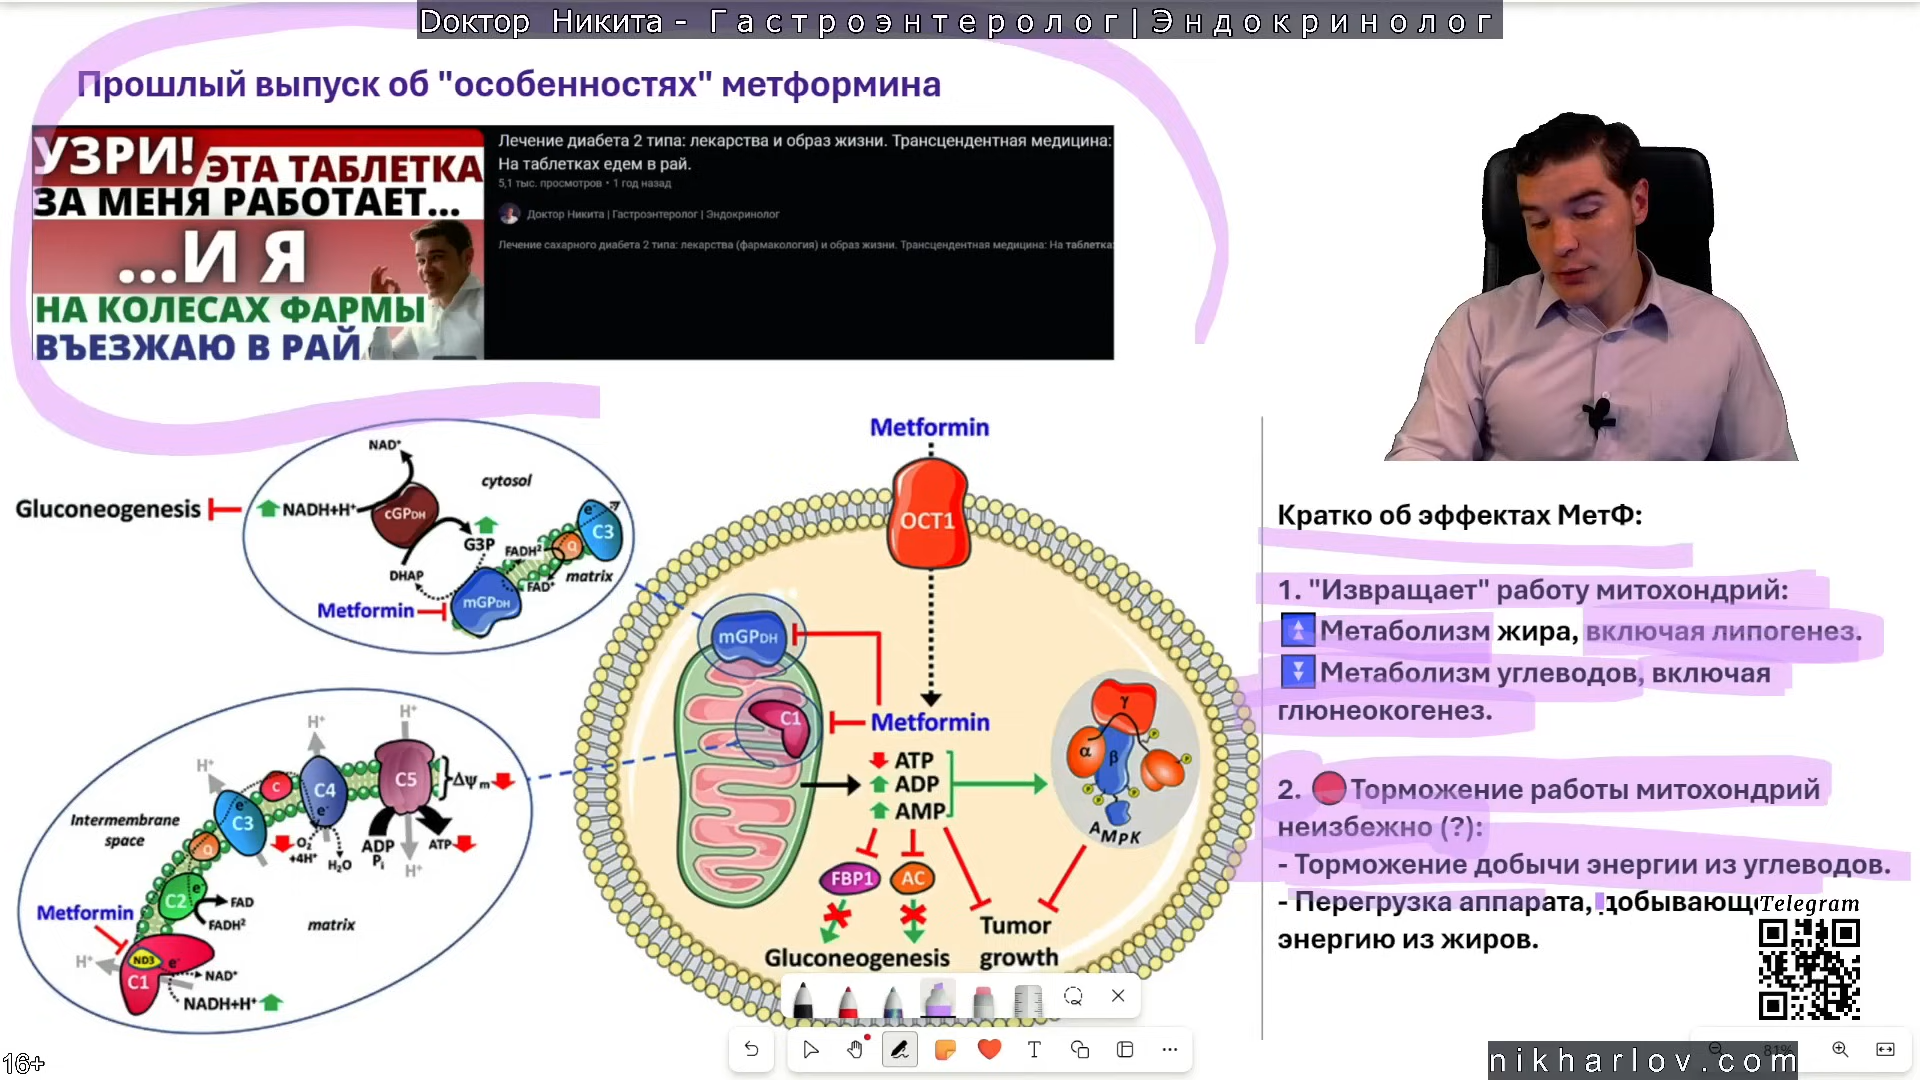 Dоктор Никита - Гастроэнтеролог|Эндокринолог
Прошлый выпуск об "особенностях" метформина
УЗРИ! ЭТА ТАБЛЕТКА
ЗА МЕНЯ РАБОТАЕТ...
...И Я
НА КОЛЕСАХ ФАРМЫ
ВЪЕЗЖАЮ В РАЙ
Лечение диабета 2 типа: лекарства и образ жизни. Трансцендентная медицина:
На таблетках едем в рай.
5,1 тыс. просмотров • 1 год назад
Доктор Никита | Гастроэнтеролог | Эндокринолог
Лечение сахарного диабета 2 типа: лекарства (фармакология) и образ жизни. Трансцендентная медицина: На таблетка
NAD+
cytosol
Gluconeogenesis
NADH+H+
cGPDH
G3P
e-
C3
FADH2
Q
DHAP
FAD+
matrix
Metformin
mGPDH
Metformin
OCT1
mGPDH
C1
Metformin
ATP
ADP
AMP
γ
α
β
P
AMPK
FBP1
AC
Gluconeogenesis
Tumor
growth
H+
H+
H+
C
C4
C5
Δψm
Intermembrane
space
e-
C3
e-
O2
+4H+
H2O
ADP
Pi
ATP
H+
Q
C2
e-
FAD
FADH2
Metformin
matrix
H+
ND3
e-
C1
NAD+
NADH+H+
Кратко об эффектах МетФ:
1. "Извращает" работу митохондрий:
Метаболизм жира, включая липогенез.
Метаболизм углеводов, включая
глюнеокогенез.
2. Торможение работы митохондрий
неизбежно (?):
- Торможение добычи энергии из углеводов.
- Перегрузка аппарата, добывающ
энергию из жиров.
Telegram
T
81%
16+
nikharlov.com